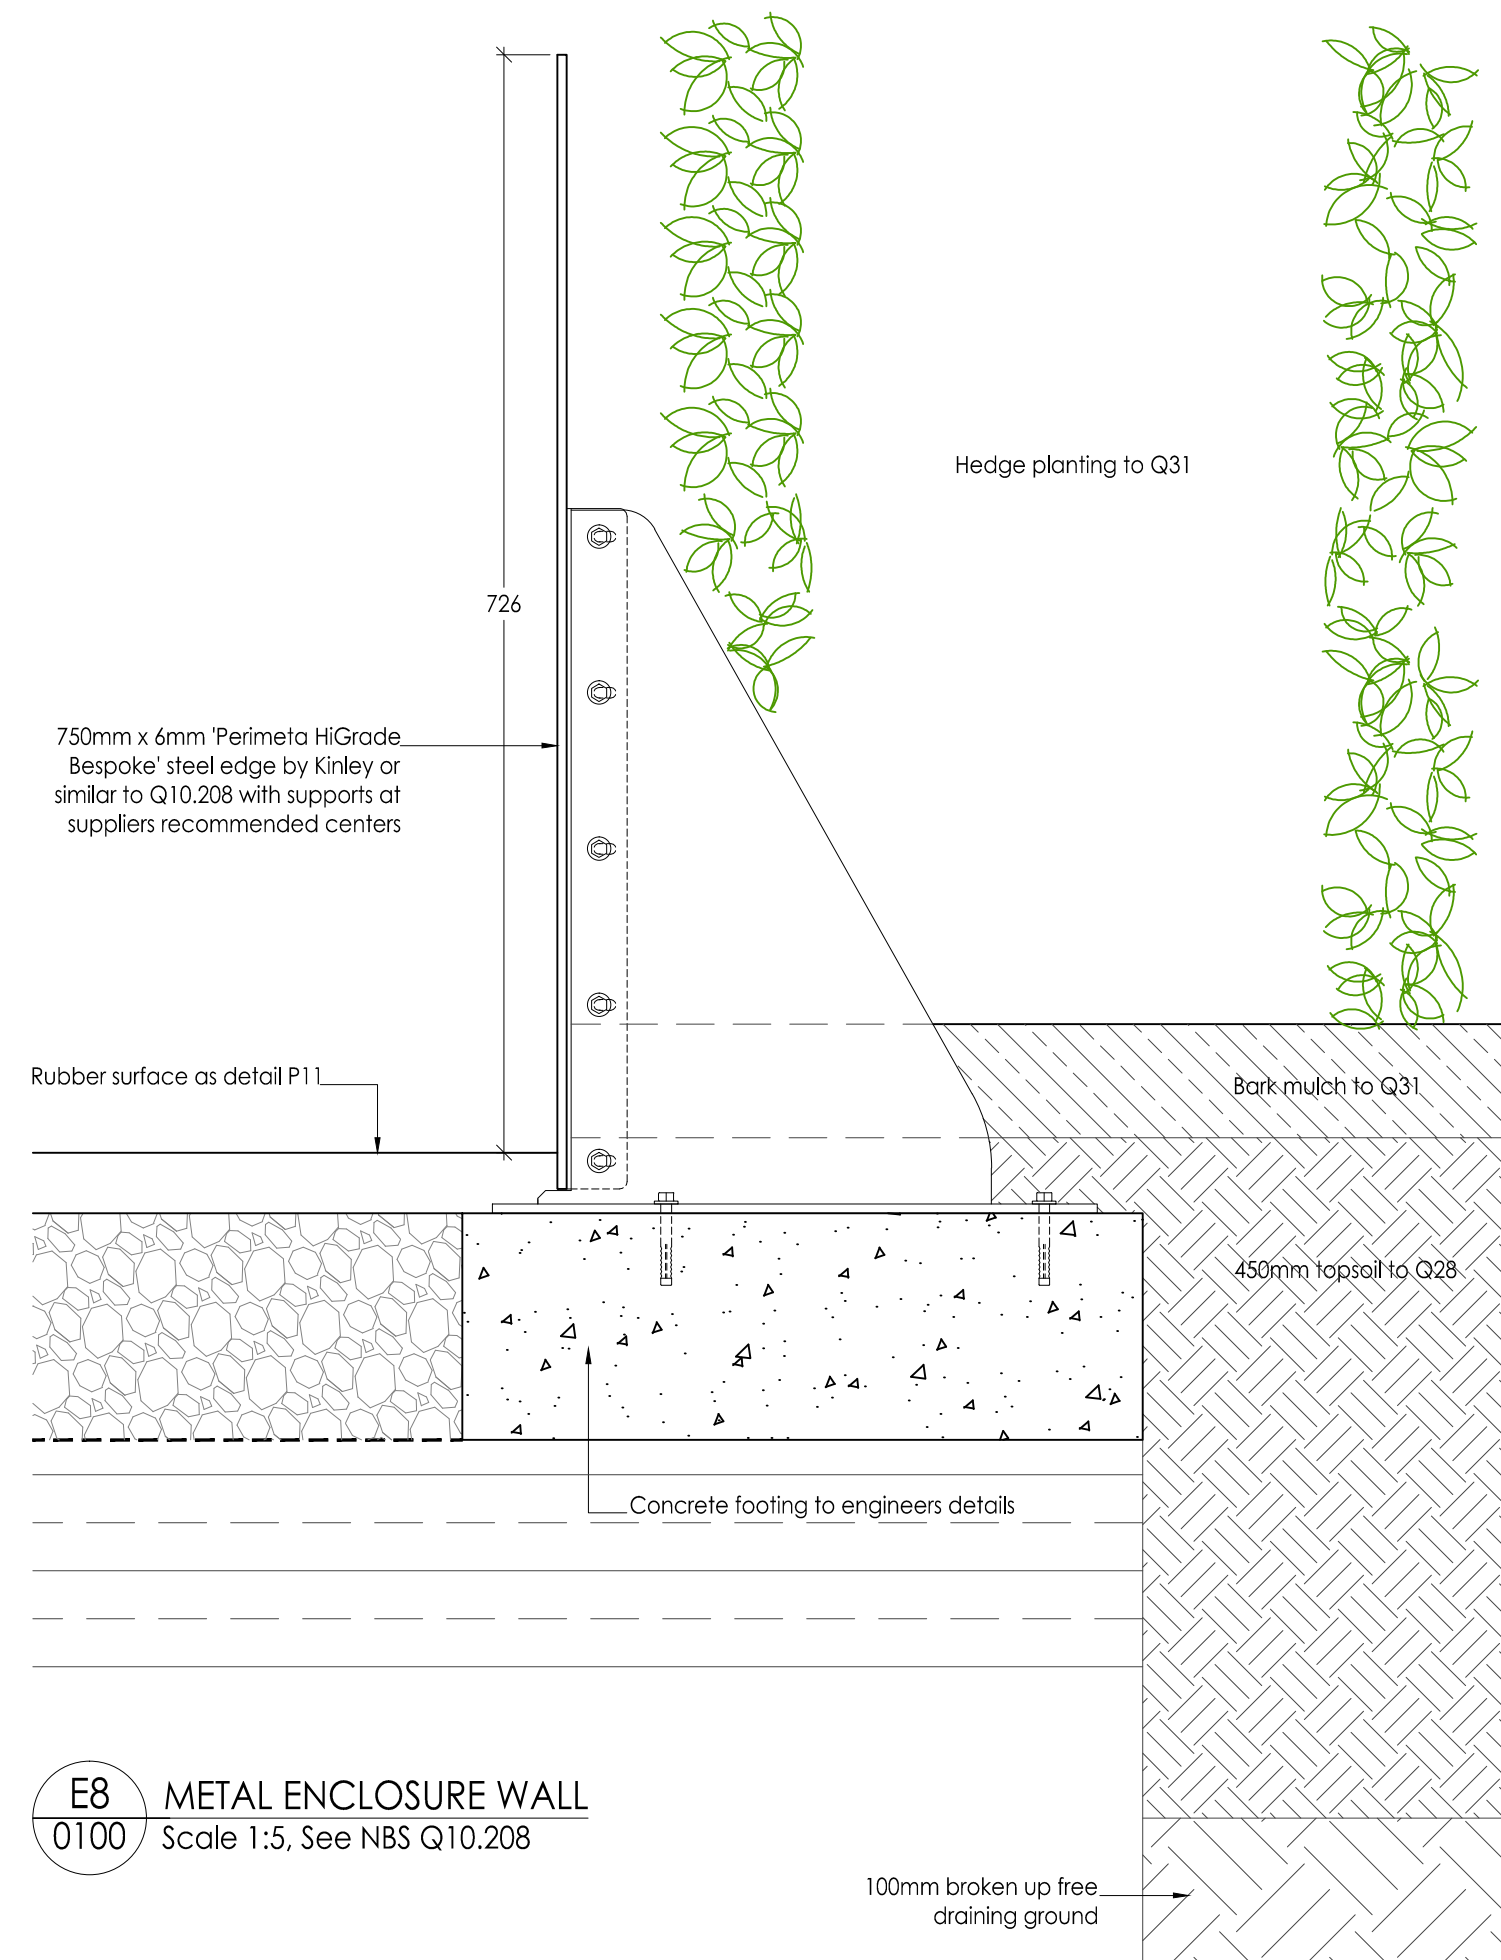 Hedge planting to Q31
726
750mm x 6mm 'Perimeta HiGrade
Bespoke' steel edge by Kinley or
similar to Q10.208 with supports at
suppliers recommended centers
Rubber surface as detail P11
Bark mulch to Q31
450mm topsoil to Q28
Concrete footing to engineers details
E8
0100
METAL ENCLOSURE WALL
Scale 1:5, See NBS Q10.208
100mm broken up free
draining ground